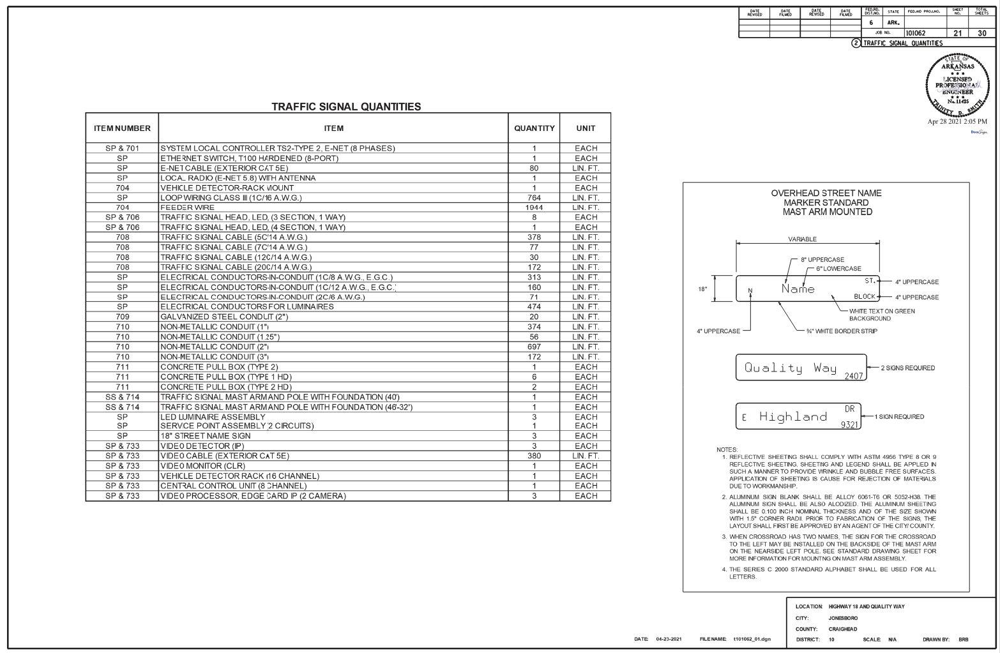 DATE REVISED DATE FILMED DATE REVISED DATE FILMED FED.RD. DIST.NO. STATE FED.AID PROJ.NO. SHEET NO. TOTAL SHEETS
6 ARK.
JOB NO. 101062 21 30
2 TRAFFIC SIGNAL QUANTITIES
STATE OF
ARKANSAS
* * *
LICENSED
PROFESSIONAL
ENGINEER
* * *
No. 11425
TRINITY D. SMITH
Apr 28 2021 2:05 PM
DocuSign
TRAFFIC SIGNAL QUANTITIES
ITEM NUMBER ITEM QUANTITY UNIT
SP & 701 SYSTEM LOCAL CONTROLLER TS2-TYPE 2, E-NET (8 PHASES) 1 EACH
SP ETHERNET SWITCH, T100 HARDENED (8-PORT) 1 EACH
SP E-NET CABLE (EXTERIOR CAT 5E) 80 LIN. FT.
SP LOCAL RADIO (E-NET 5.8) WITH ANTENNA 1 EACH
704 VEHICLE DETECTOR-RACK MOUNT 1 EACH
SP LOOP WIRING CLASS III (1C/16 A.W.G.) 764 LIN. FT.
704 FEEDER WIRE 1944 LIN. FT.
SP & 706 TRAFFIC SIGNAL HEAD, LED, (3 SECTION, 1 WAY) 8 EACH
SP & 706 TRAFFIC SIGNAL HEAD, LED, (4 SECTION, 1 WAY) 1 EACH
708 TRAFFIC SIGNAL CABLE (5C/14 A.W.G.) 378 LIN. FT.
708 TRAFFIC SIGNAL CABLE (7C/14 A.W.G.) 77 LIN. FT.
708 TRAFFIC SIGNAL CABLE (12C/14 A.W.G.) 30 LIN. FT.
708 TRAFFIC SIGNAL CABLE (20C/14 A.W.G.) 172 LIN. FT.
SP ELECTRICAL CONDUCTORS-IN-CONDUIT (1C/8 A.W.G., E.G.C.) 313 LIN. FT.
SP ELECTRICAL CONDUCTORS-IN-CONDUIT (1C/12 A.W.G., E.G.C.) 160 LIN. FT.
SP ELECTRICAL CONDUCTORS-IN-CONDUIT (2C/6 A.W.G.) 71 LIN. FT.
SP ELECTRICAL CONDUCTORS FOR LUMINAIRES 474 LIN. FT.
709 GALVANIZED STEEL CONDUIT (2") 20 LIN. FT.
710 NON-METALLIC CONDUIT (1") 374 LIN. FT.
710 NON-METALLIC CONDUIT (1.25") 56 LIN. FT.
710 NON-METALLIC CONDUIT (2") 697 LIN. FT.
710 NON-METALLIC CONDUIT (3") 172 LIN. FT.
711 CONCRETE PULL BOX (TYPE 2) 1 EACH
711 CONCRETE PULL BOX (TYPE 1 HD) 6 EACH
711 CONCRETE PULL BOX (TYPE 2 HD) 2 EACH
SS & 714 TRAFFIC SIGNAL MAST ARM AND POLE WITH FOUNDATION (40') 1 EACH
SS & 714 TRAFFIC SIGNAL MAST ARM AND POLE WITH FOUNDATION (46'-32') 1 EACH
SP LED LUMINAIRE ASSEMBLY 3 EACH
SP SERVICE POINT ASSEMBLY (2 CIRCUITS) 1 EACH
SP 18" STREET NAME SIGN 3 EACH
SP & 733 VIDEO DETECTOR (IP) 3 EACH
SP & 733 VIDEO CABLE (EXTERIOR CAT 5E) 380 LIN. FT.
SP & 733 VIDEO MONITOR (CLR) 1 EACH
SP & 733 VEHICLE DETECTOR RACK (16 CHANNEL) 1 EACH
SP & 733 CENTRAL CONTROL UNIT (8 CHANNEL) 1 EACH
SP & 733 VIDEO PROCESSOR, EDGE CARD IP (2 CAMERA) 3 EACH
OVERHEAD STREET NAME
MARKER STANDARD
MAST ARM MOUNTED
VARIABLE
8" UPPERCASE
6" LOWERCASE
18"
N Name ST. BLOCK
4" UPPERCASE
4" UPPERCASE
WHITE TEXT ON GREEN
BACKGROUND
4" UPPERCASE
¾" WHITE BORDER STRIP
Quality Way 2407
2 SIGNS REQUIRED
E Highland DR 9321
1 SIGN REQUIRED
NOTES:
1. REFLECTIVE SHEETING SHALL COMPLY WITH ASTM 4956 TYPE 8 OR 9
REFLECTIVE SHEETING. SHEETING AND LEGEND SHALL BE APPLIED IN
SUCH A MANNER TO PROVIDE WRINKLE AND BUBBLE FREE SURFACES.
APPLICATION OF SHEETING IS CAUSE FOR REJECTION OF MATERIALS
DUE TO WORKMANSHIP.
2. ALUMINUM SIGN BLANK SHALL BE ALLOY 6061-T6 OR 5052-H38. THE
ALUMINUM SIGN SHALL BE ALSO ALODIZED. THE ALUMINUM SHEETING
SHALL BE 0.100 INCH NOMINAL THICKNESS AND OF THE SIZE SHOWN
WITH 1.5" CORNER RADII. PRIOR TO FABRICATION OF THE SIGNS, THE
LAYOUT SHALL FIRST BE APPROVED BY AN AGENT OF THE CITY/ COUNTY.
3. WHEN CROSSROAD HAS TWO NAMES, THE SIGN FOR THE CROSSROAD
TO THE LEFT MAY BE INSTALLED ON THE BACKSIDE OF THE MAST ARM
ON THE NEARSIDE LEFT POLE. SEE STANDARD DRAWING SHEET FOR
MORE INFORMATION FOR MOUNTNG ON MAST ARM ASSEMBLY.
4. THE SERIES C 2000 STANDARD ALPHABET SHALL BE USED FOR ALL
LETTERS.
LOCATION: HIGHWAY 18 AND QUALITY WAY
CITY: JONESBORO
COUNTY: CRAIGHEAD
DATE: 04-23-2021 FILE NAME: t101062_01.dgn DISTRICT: 10 SCALE: N/A DRAWN BY: BRB